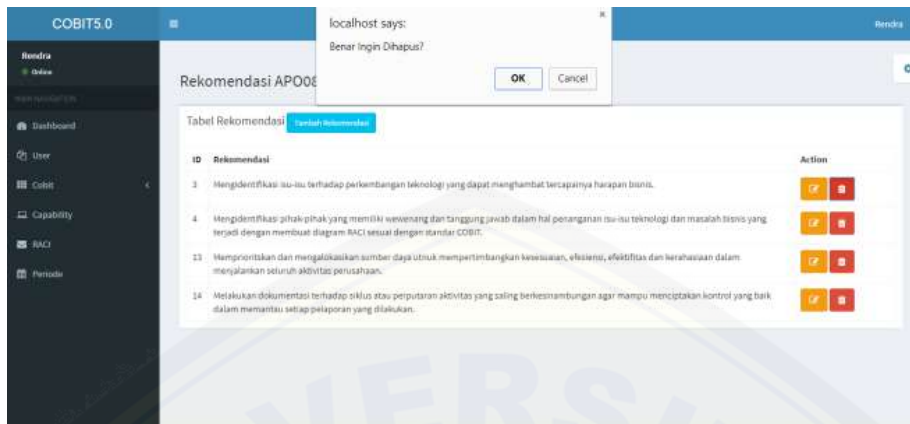 COBIT5.0
Rendra
localhost says:
Benar Ingin Dihapus?
OK
Cancel
Rendra
Online
MAIN NAVIGATION
Dashboard
User
Cobit
Capability
RACI
Periode
Rekomendasi APO08
Tabel Rekomendasi
Tambah Rekomendasi
ID Rekomendasi Action
3 Mengidentifikasi isu-isu terhadap perkembangan teknologi yang dapat menghambat tercapainya harapan bisnis.
4 Mengidentifikasi pihak-pihak yang memiliki wewenang dan tanggung jawab dalam hal penanganan isu-isu teknologi dan masalah bisnis yang
terjadi dengan membuat diagram RACI sesuai dengan standar COBIT.
13 Memprioritskan dan mengalokasikan sumber daya utnuk mempertimbangkan kesesuaian, efesiensi, efektifitas dan kerahasiaan dalam
menjalankan seluruh aktivitas perusahaan.
14 Melakukan dokumentasi terhadap siklus atau perputaran aktivitas yang saling berkesinambungan agar mampu menciptakan kontrol yang baik
dalam memantau setiap pelaporan yang dilakukan.